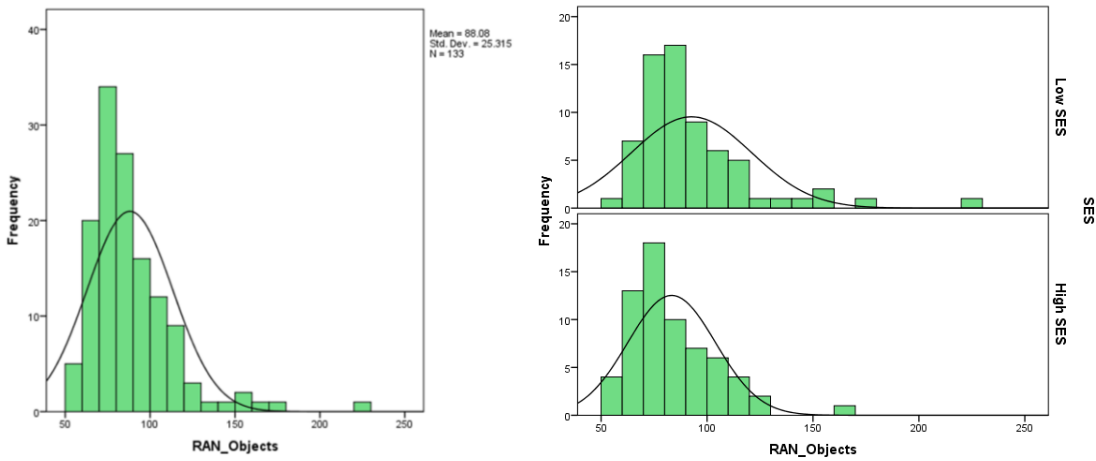 Mean = 88.08
Std. Dev. = 25.315
N = 133
40
30
20
10
0
Frequency
50
100
150
200
250
RAN_Objects
20
15
10
5
0
Low SES
20
15
10
5
0
High SES
Frequency
SES
50
100
150
200
250
RAN_Objects